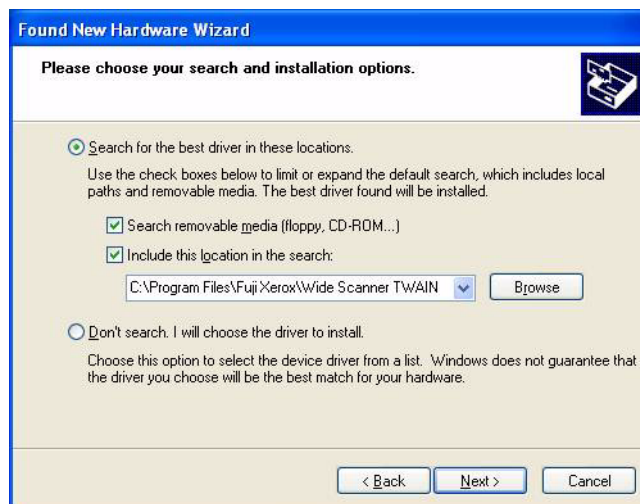 Found New Hardware Wizard
Please choose your search and installation options.
Search for the best driver in these locations.
Use the check boxes below to limit or expand the default search, which includes local
paths and removable media. The best driver found will be installed.
Search removable media (floppy, CD-ROM...)
Include this location in the search:
C:\Program Files\Fuji Xerox\Wide Scanner TWAIN
Browse
Don't search. I will choose the driver to install.
Choose this option to select the device driver from a list. Windows does not guarantee that
the driver you choose will be the best match for your hardware.
< Back
Next >
Cancel